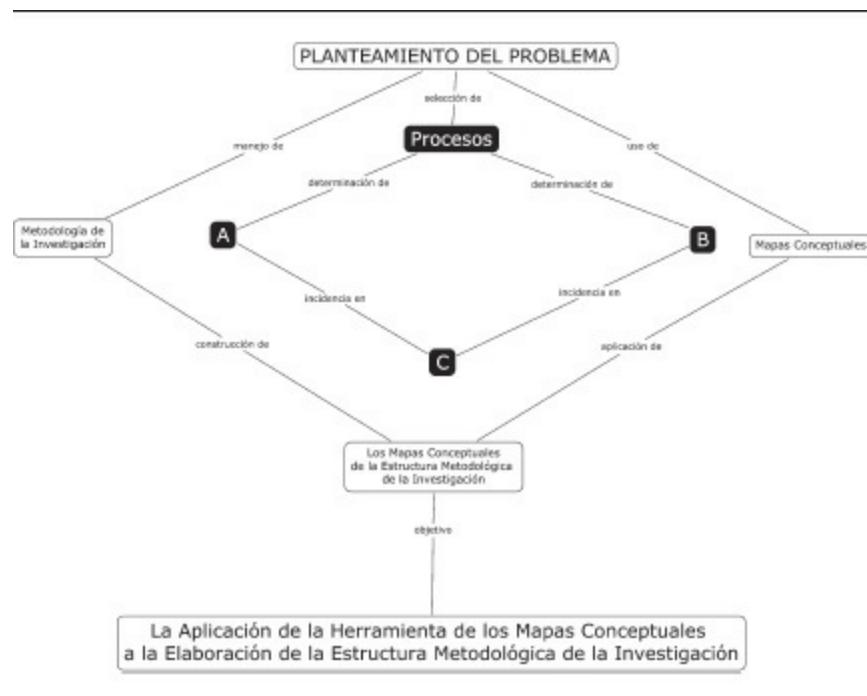 PLANTEAMIENTO DEL PROBLEMA
selección de
Procesos
manejo de
uso de
determinación de
determinación de
Metodología de
la Investigación
A
B
Mapas Conceptuales
incidencia en
incidencia en
construcción de
aplicación de
C
Los Mapas Conceptuales
de la Estructura Metodológica
de la Investigación
objetivo
La Aplicación de la Herramienta de los Mapas Conceptuales
a la Elaboración de la Estructura Metodológica de la Investigación